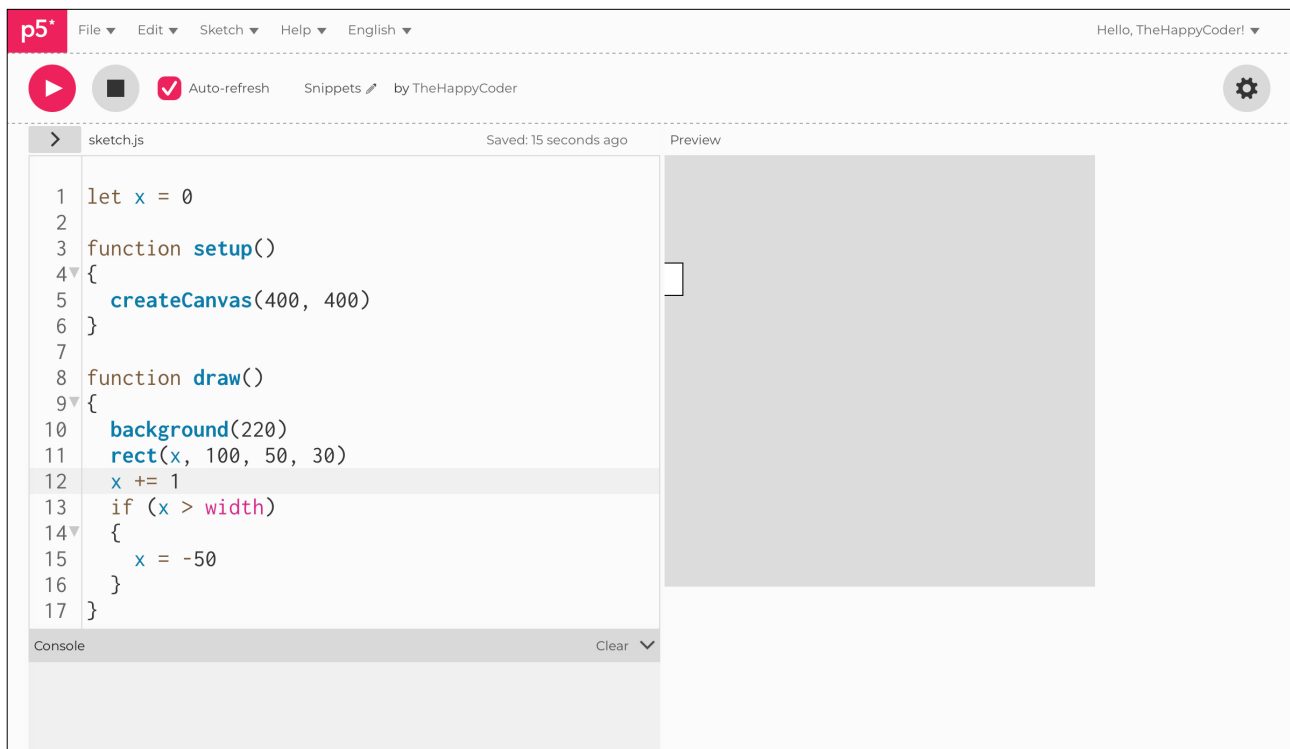 p5* File Edit Sketch Help English Hello, TheHappyCoder!
Auto-refresh Snippets by TheHappyCoder
sketch.js Saved: 15 seconds ago Preview
1 let x = 0
2
3 function setup()
4 {
5   createCanvas(400, 400)
6 }
7
8 function draw()
9 {
10   background(220)
11   rect(x, 100, 50, 30)
12   x += 1
13   if (x > width)
14   {
15     x = -50
16   }
17 }
Console Clear